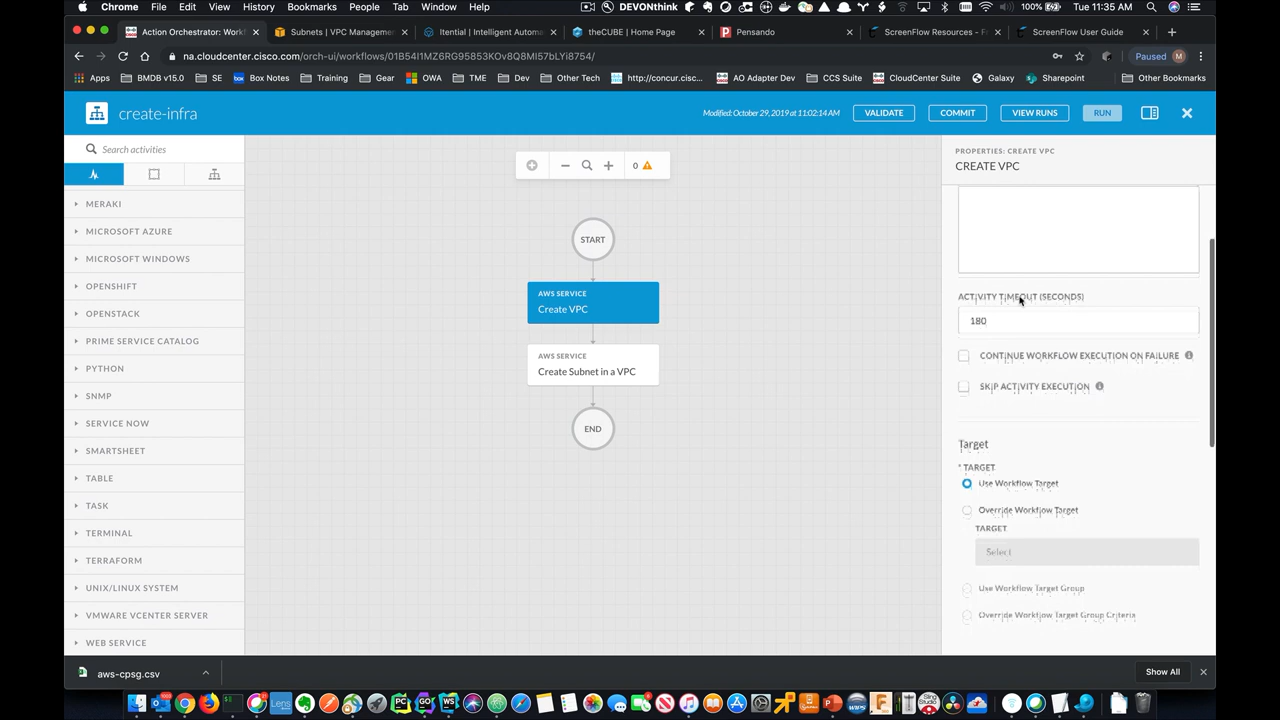 Chrome File Edit View History Bookmarks People Tab Window Help DEVONthink 100% Tue 11:35 AM
Action Orchestrator: Workf Subnets | VPC Manageme Itential | Intelligent Automat theCUBE | Home Page Pensando ScreenFlow Resources - F ScreenFlow User Guide
na.cloudcenter.cisco.com/orch-ui/workflows/01B54I1MZ6RG95853KOv8Q8MI57bLYi8754/ Paused M
Apps BMDB v15.0 SE Box Notes Training Gear OWA TME Dev Other Tech http://concur.cisc... AO Adapter Dev CCS Suite CloudCenter Suite Galaxy Sharepoint Other Bookmarks
create-infra Modified: October 29, 2019 at 11:02:14 AM VALIDATE COMMIT VIEW RUNS RUN
Search activities
MERAKI
MICROSOFT AZURE
MICROSOFT WINDOWS
OPENSHIFT
OPENSTACK
PRIME SERVICE CATALOG
PYTHON
SNMP
SERVICE NOW
SMARTSHEET
TABLE
TASK
TERMINAL
TERRAFORM
UNIX/LINUX SYSTEM
VMWARE VCENTER SERVER
WEB SERVICE
0
START
AWS SERVICE
Create VPC
AWS SERVICE
Create Subnet in a VPC
END
PROPERTIES: CREATE VPC
CREATE VPC
ACTIVITY TIMEOUT (SECONDS)
180
CONTINUE WORKFLOW EXECUTION ON FAILURE
SKIP ACTIVITY EXECUTION
Target
* TARGET
Use Workflow Target
Override Workflow Target
TARGET
Select
Use Workflow Target Group
Override Workflow Target Group Criteria
aws-cpsg.csv Show All